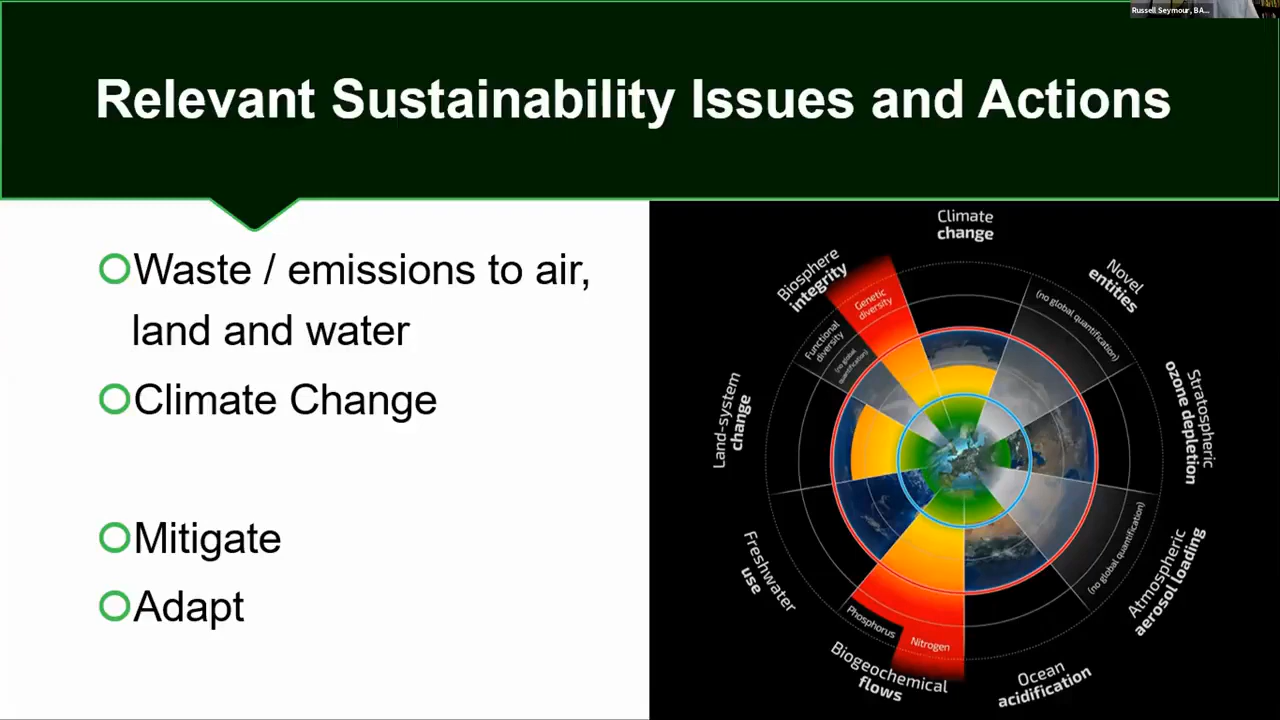 Russell Seymour, BA...
Relevant Sustainability Issues and Actions
Waste / emissions to air,
land and water
Climate Change
Mitigate
Adapt
Climate
change
Novel
entities
(no global quantification)
Stratospheric
ozone depletion
Atmospheric
aerosol loading
(no global quantification)
Ocean
acidification
Biogeochemical
flows
Phosphorus
Nitrogen
Freshwater
use
Land-system
change
Biosphere
integrity
Functional
diversity
(no global
quantification)
Genetic
diversity